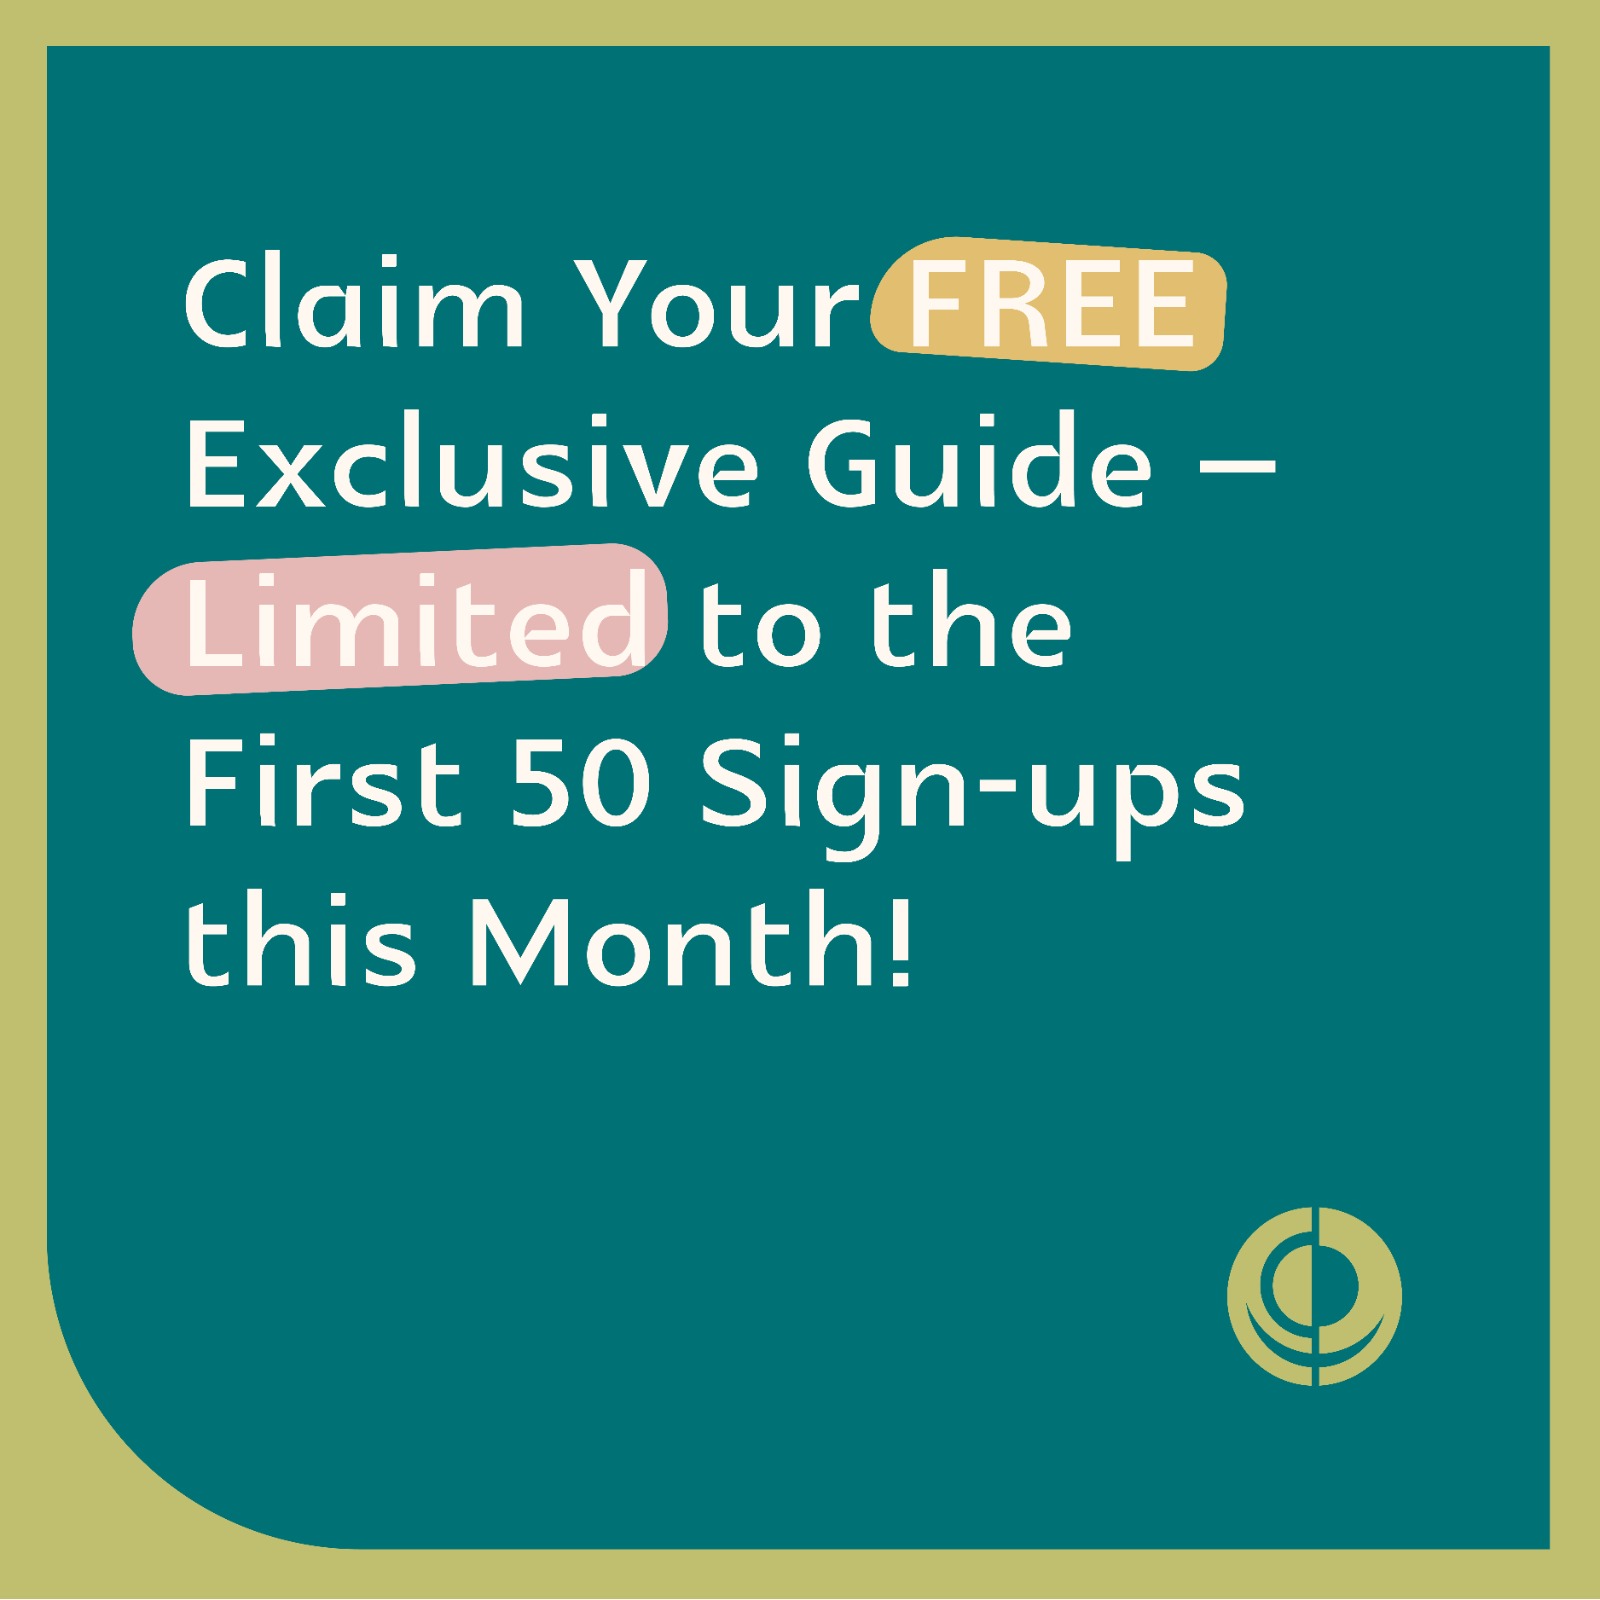 Claim Your FREE
Exclusive Guide –
Limited to the
First 50 Sign-ups
this Month!